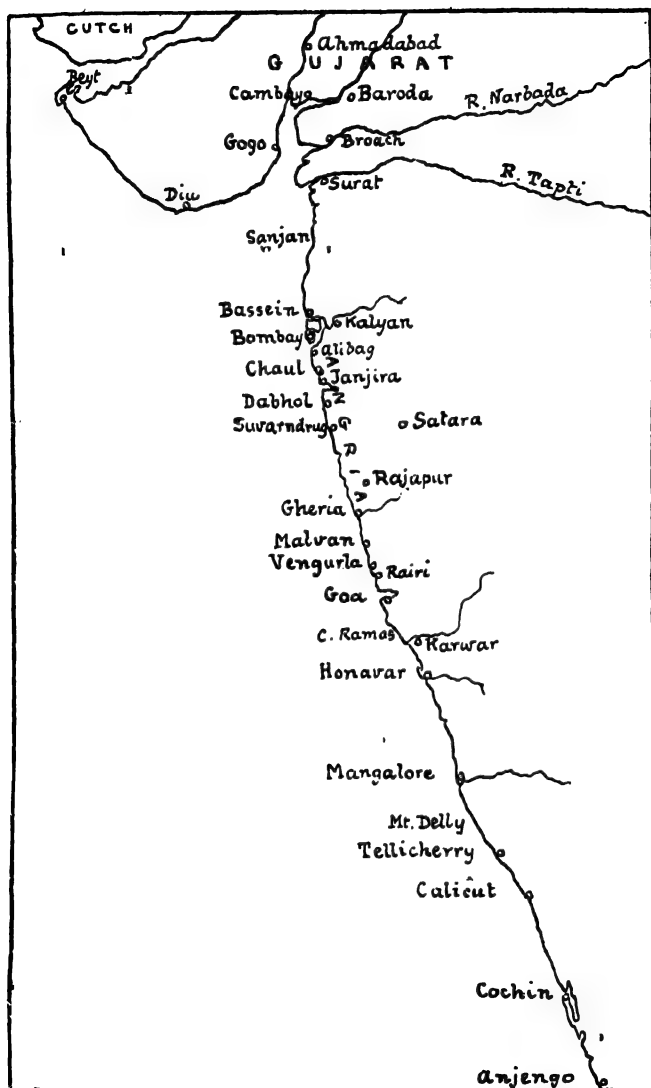 CUTCH
Ahmadabad
GUJARAT
Beyt
Cambay
Baroda
R. Narbada
Gogo
Broach
R. Tapti
Surat
Diu
Sanjan
Bassein
Kalyan
Bombay
Alibag
Chaul
Janjira
Dabhol
Suvarndrug
Satara
ANGRIA
Rajapur
Gheria
Malvan
Vengurla
Rairi
Goa
C. Ramas
Karwar
Honavar
Mangalore
Mt. Delly
Tellicherry
Calicut
Cochin
Anjengo